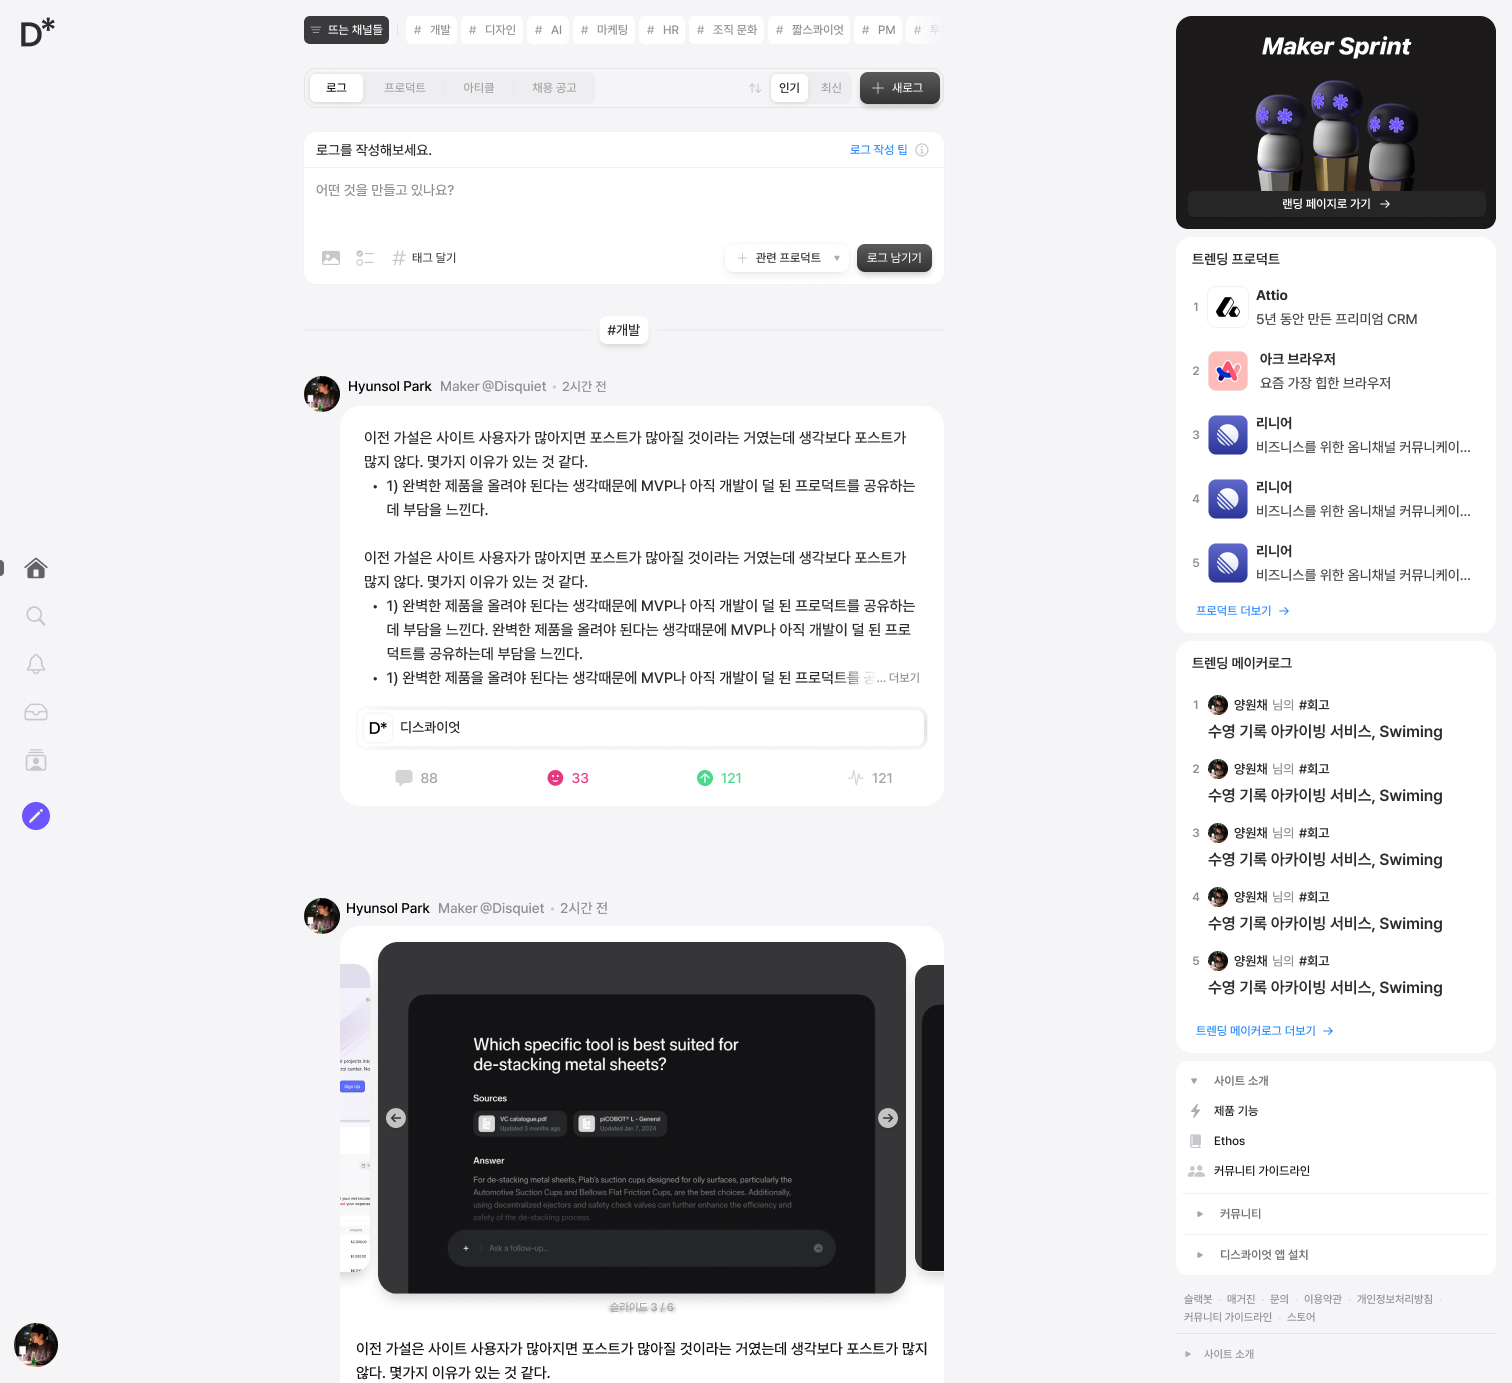 D*
뜨는 채널들
# 개발
# 디자인
# AI
# 마케팅
# HR
# 조직 문화
# 짧스콰이엇
# PM
#
로그
프로덕트
아티클
채용 공고
인기
최신
새로그
로그를 작성해보세요.
로그 작성 팁
어떤 것을 만들고 있나요?
태그 달기
관련 프로덕트
로그 남기기
#개발
Hyunsol Park Maker @Disquiet • 2시간 전
이전 가설은 사이트 사용자가 많아지면 포스트가 많아질 것이라는 거였는데 생각보다 포스트가
많지 않다. 몇가지 이유가 있는 것 같다.
• 1) 완벽한 제품을 올려야 된다는 생각때문에 MVP나 아직 개발이 덜 된 프로덕트를 공유하는
데 부담을 느낀다.
이전 가설은 사이트 사용자가 많아지면 포스트가 많아질 것이라는 거였는데 생각보다 포스트가
많지 않다. 몇가지 이유가 있는 것 같다.
• 1) 완벽한 제품을 올려야 된다는 생각때문에 MVP나 아직 개발이 덜 된 프로덕트를 공유하는
데 부담을 느낀다. 완벽한 제품을 올려야 된다는 생각때문에 MVP나 아직 개발이 덜 된 프로
덕트를 공유하는데 부담을 느낀다.
• 1) 완벽한 제품을 올려야 된다는 생각때문에 MVP나 아직 개발이 덜 된 프로덕트를 공... 더보기
D* 디스콰이엇
88
33
121
121
Hyunsol Park Maker @Disquiet • 2시간 전
Sign Up
Which specific tool is best suited for
de-stacking metal sheets?
Sources
VC catalogue.pdf
Updated 3 months ago
piCOBOT® L - General
Updated Jan 7, 2024
Answer
For de-stacking metal sheets, Piab's suction cups designed for oily surfaces, particularly the
Automotive Suction Cups and Bellows Flat Friction Cups, are the best choices. Additionally,
using decentralized ejectors and safety check valves can further enhance the efficiency and
safety of the de-stacking process.
+ Ask a follow-up...
슬라이드 3 / 6
이전 가설은 사이트 사용자가 많아지면 포스트가 많아질 것이라는 거였는데 생각보다 포스트가 많지
않다. 몇가지 이유가 있는 것 같다.
Maker Sprint
랜딩 페이지로 가기 →
트렌딩 프로덕트
1 Attio
5년 동안 만든 프리미엄 CRM
2 아크 브라우저
요즘 가장 힙한 브라우저
3 리니어
비즈니스를 위한 옴니채널 커뮤니케이...
4 리니어
비즈니스를 위한 옴니채널 커뮤니케이...
5 리니어
비즈니스를 위한 옴니채널 커뮤니케이...
프로덕트 더보기 →
트렌딩 메이커로그
1 양원채 님의 #회고
수영 기록 아카이빙 서비스, Swiming
2 양원채 님의 #회고
수영 기록 아카이빙 서비스, Swiming
3 양원채 님의 #회고
수영 기록 아카이빙 서비스, Swiming
4 양원채 님의 #회고
수영 기록 아카이빙 서비스, Swiming
5 양원채 님의 #회고
수영 기록 아카이빙 서비스, Swiming
트렌딩 메이커로그 더보기 →
사이트 소개
제품 기능
Ethos
커뮤니티 가이드라인
커뮤니티
디스콰이엇 앱 설치
슬랙봇 · 매거진 · 문의 · 이용약관 · 개인정보처리방침 ·
커뮤니티 가이드라인 · 스토어
사이트 소개